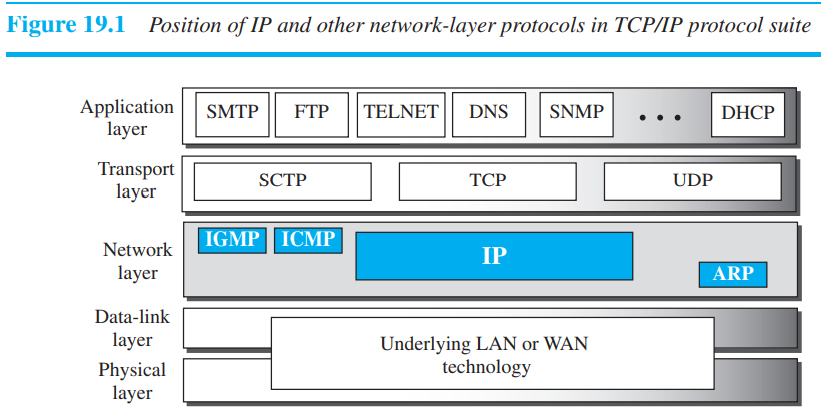 Figure 19.1 Position of IP and other network-layer protocols in TCP/IP protocol suite
Application
layer
SMTP FTP TELNET DNS SNMP • • • DHCP
Transport
layer
SCTP TCP UDP
Network
layer
IGMP ICMP IP ARP
Data-link
layer
Underlying LAN or WAN
technology
Physical
layer